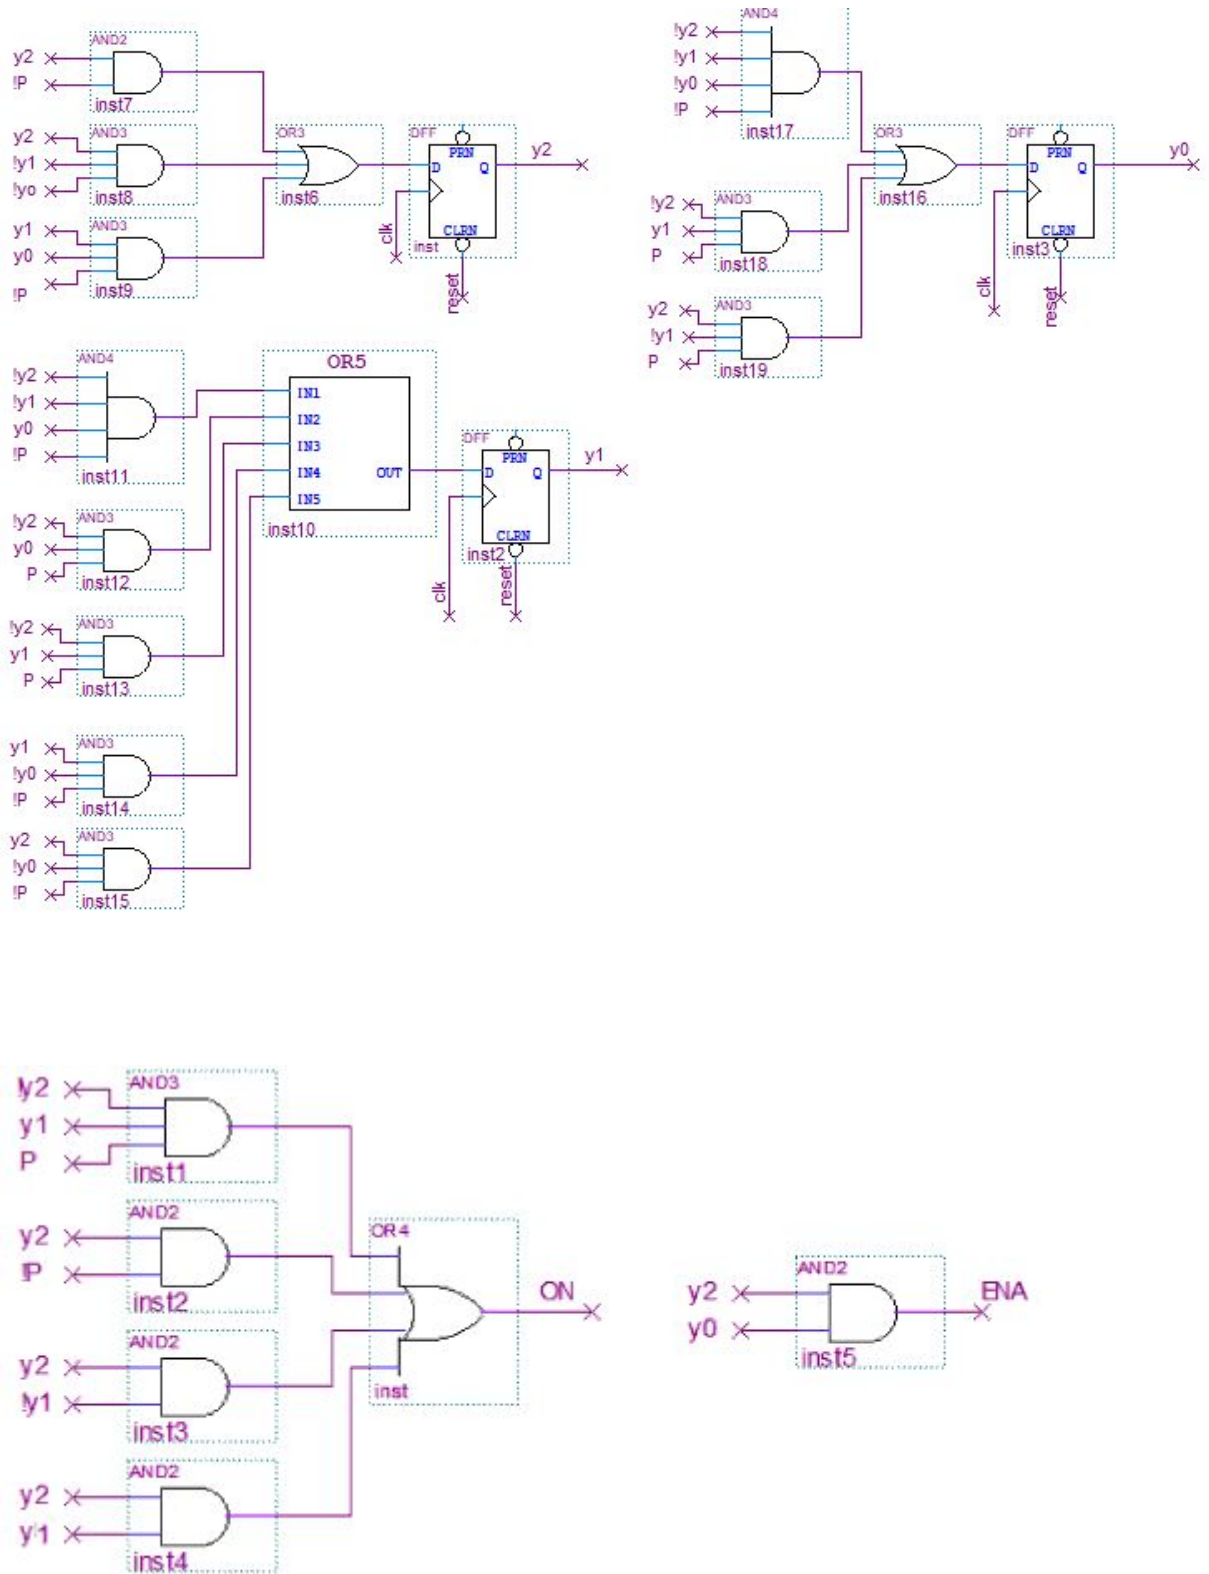 AND2
y2
!P
inst7
AND3
y2
!y1
!yo
inst8
AND3
y1
y0
!P
inst9
OR3
inst6
DFF
PRN
D Q
CLRN
inst
clk
reset
y2
AND4
!y2
!y1
!y0
!P
inst17
AND3
!y2
y1
P
inst18
AND3
y2
!y1
P
inst19
OR3
inst16
DFF
PRN
D Q
CLRN
inst3
clk
reset
y0
AND4
!y2
!y1
y0
!P
inst11
AND3
!y2
y0
P
inst12
AND3
!y2
y1
P
inst13
AND3
y1
!y0
!P
inst14
AND3
y2
!y0
!P
inst15
OR5
IN1
IN2
IN3
IN4 OUT
IN5
inst10
DFF
PRN
D Q
CLRN
inst2
clk
reset
y1
AND3
!y2
y1
P
inst1
AND2
y2
!P
inst2
AND2
y2
!y1
inst3
AND2
y2
y1
inst4
OR4
inst
ON
AND2
y2
y0
inst5
ENA